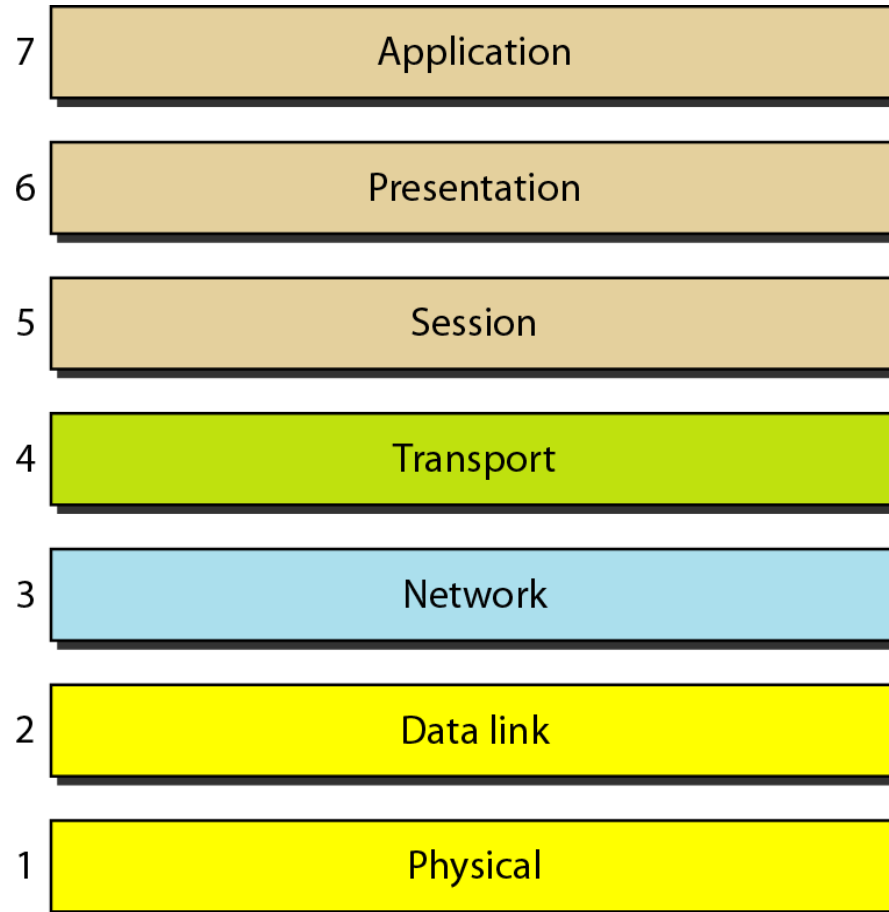 7 Application
6 Presentation
5 Session
4 Transport
3 Network
2 Data link
1 Physical